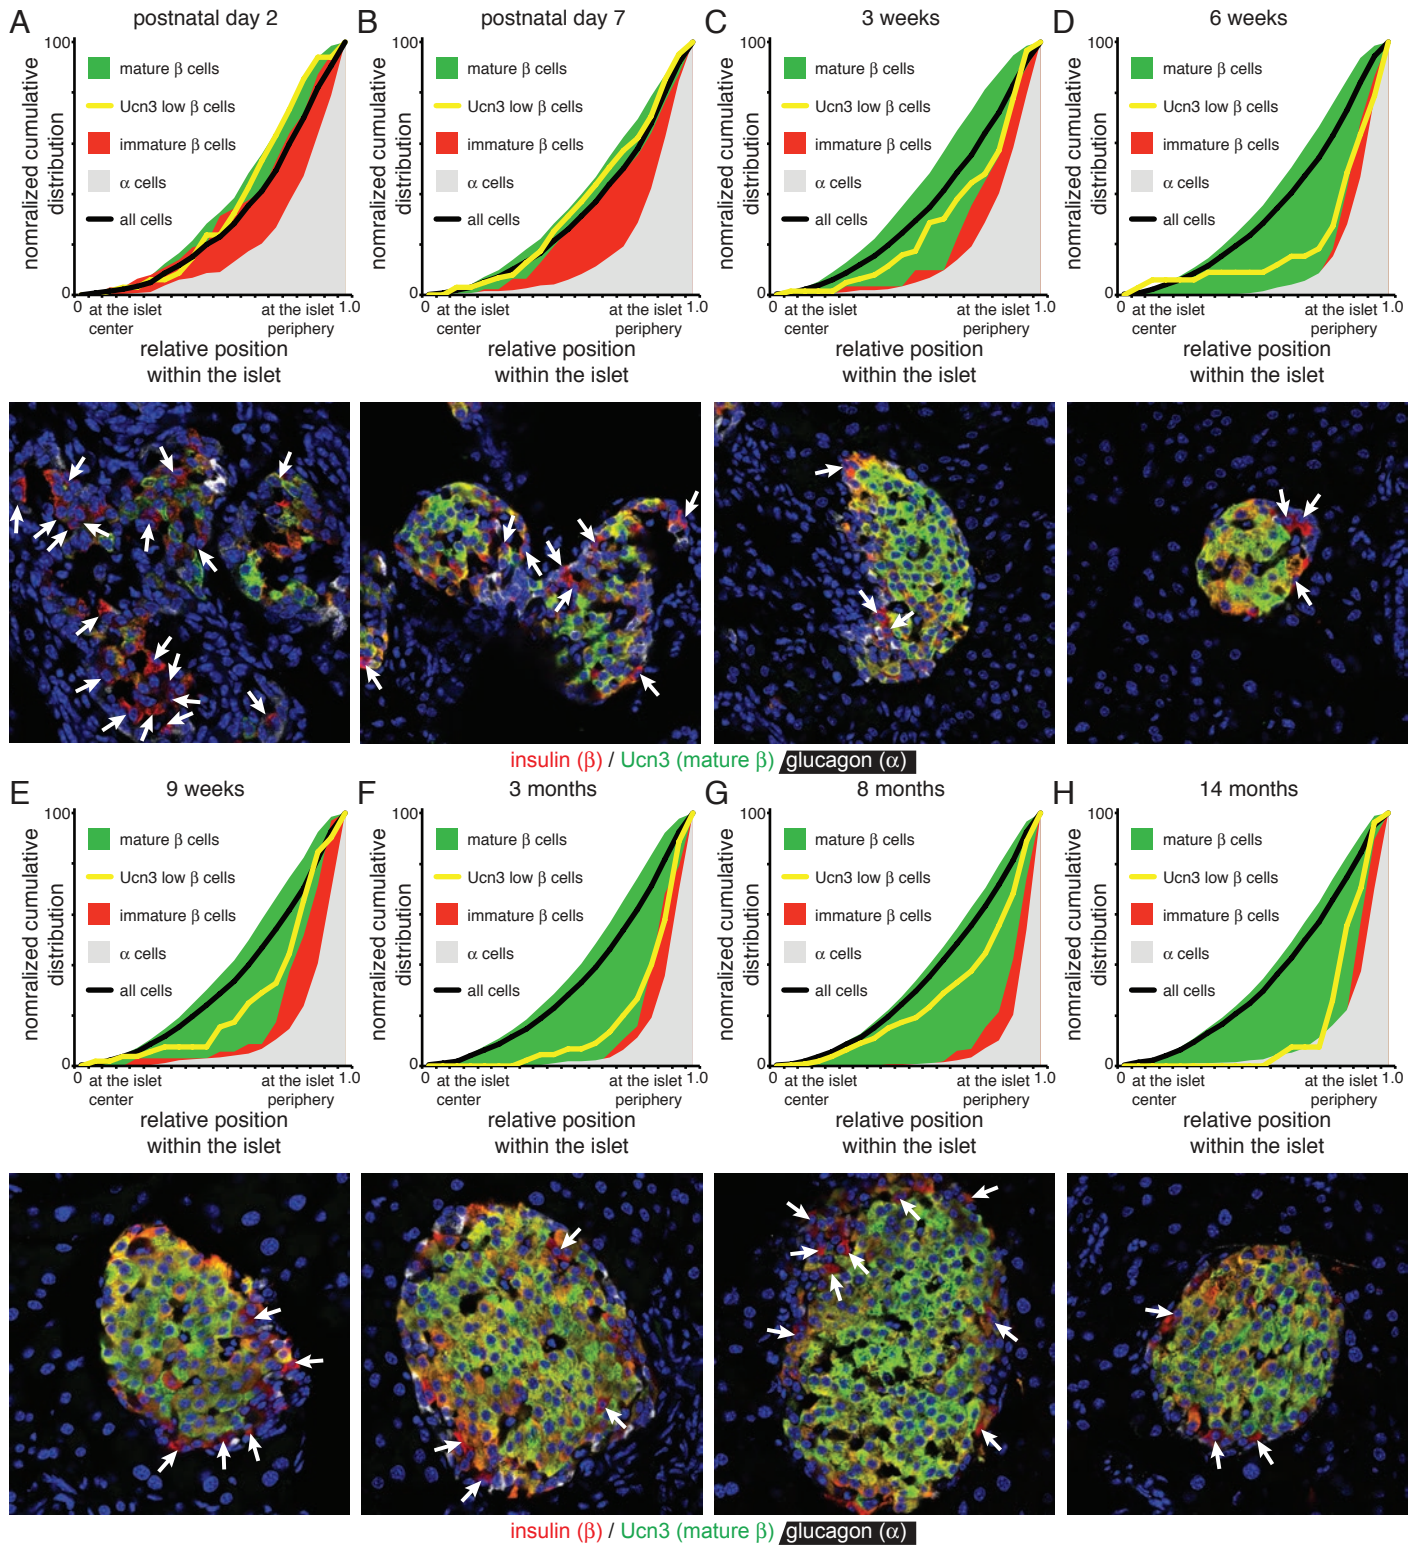 A
postnatal day 2
nomralized cumulative
distribution
100
0
mature β cells
Ucn3 low β cells
immature β cells
α cells
all cells
0
at the islet
center
at the islet
periphery
1.0
relative position
within the islet
B
postnatal day 7
nomralized cumulative
distribution
100
0
mature β cells
Ucn3 low β cells
immature β cells
α cells
all cells
0
at the islet
center
at the islet
periphery
1.0
relative position
within the islet
C
3 weeks
nomralized cumulative
distribution
100
0
mature β cells
Ucn3 low β cells
immature β cells
α cells
all cells
0
at the islet
center
at the islet
periphery
1.0
relative position
within the islet
D
6 weeks
nomralized cumulative
distribution
100
0
mature β cells
Ucn3 low β cells
immature β cells
α cells
all cells
0
at the islet
center
at the islet
periphery
1.0
relative position
within the islet
insulin (β) / Ucn3 (mature β) glucagon (α)
E
9 weeks
nomralized cumulative
distribution
100
0
mature β cells
Ucn3 low β cells
immature β cells
α cells
all cells
0
at the islet
center
at the islet
periphery
1.0
relative position
within the islet
F
3 months
nomralized cumulative
distribution
100
0
mature β cells
Ucn3 low β cells
immature β cells
α cells
all cells
0
at the islet
center
at the islet
periphery
1.0
relative position
within the islet
G
8 months
nomralized cumulative
distribution
100
0
mature β cells
Ucn3 low β cells
immature β cells
α cells
all cells
0
at the islet
center
at the islet
periphery
1.0
relative position
within the islet
H
14 months
nomralized cumulative
distribution
100
0
mature β cells
Ucn3 low β cells
immature β cells
α cells
all cells
0
at the islet
center
at the islet
periphery
1.0
relative position
within the islet
insulin (β) / Ucn3 (mature β) glucagon (α)